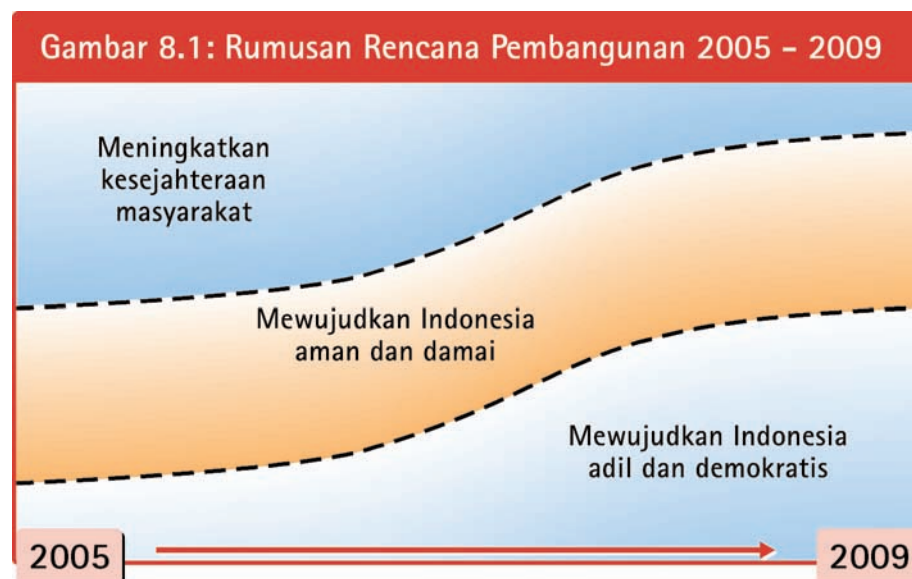 Gambar 8.1: Rumusan Rencana Pembangunan 2005 – 2009
Meningkatkan
kesejahteraan
masyarakat
Mewujudkan Indonesia
aman dan damai
Mewujudkan Indonesia
adil dan demokratis
2005
2009